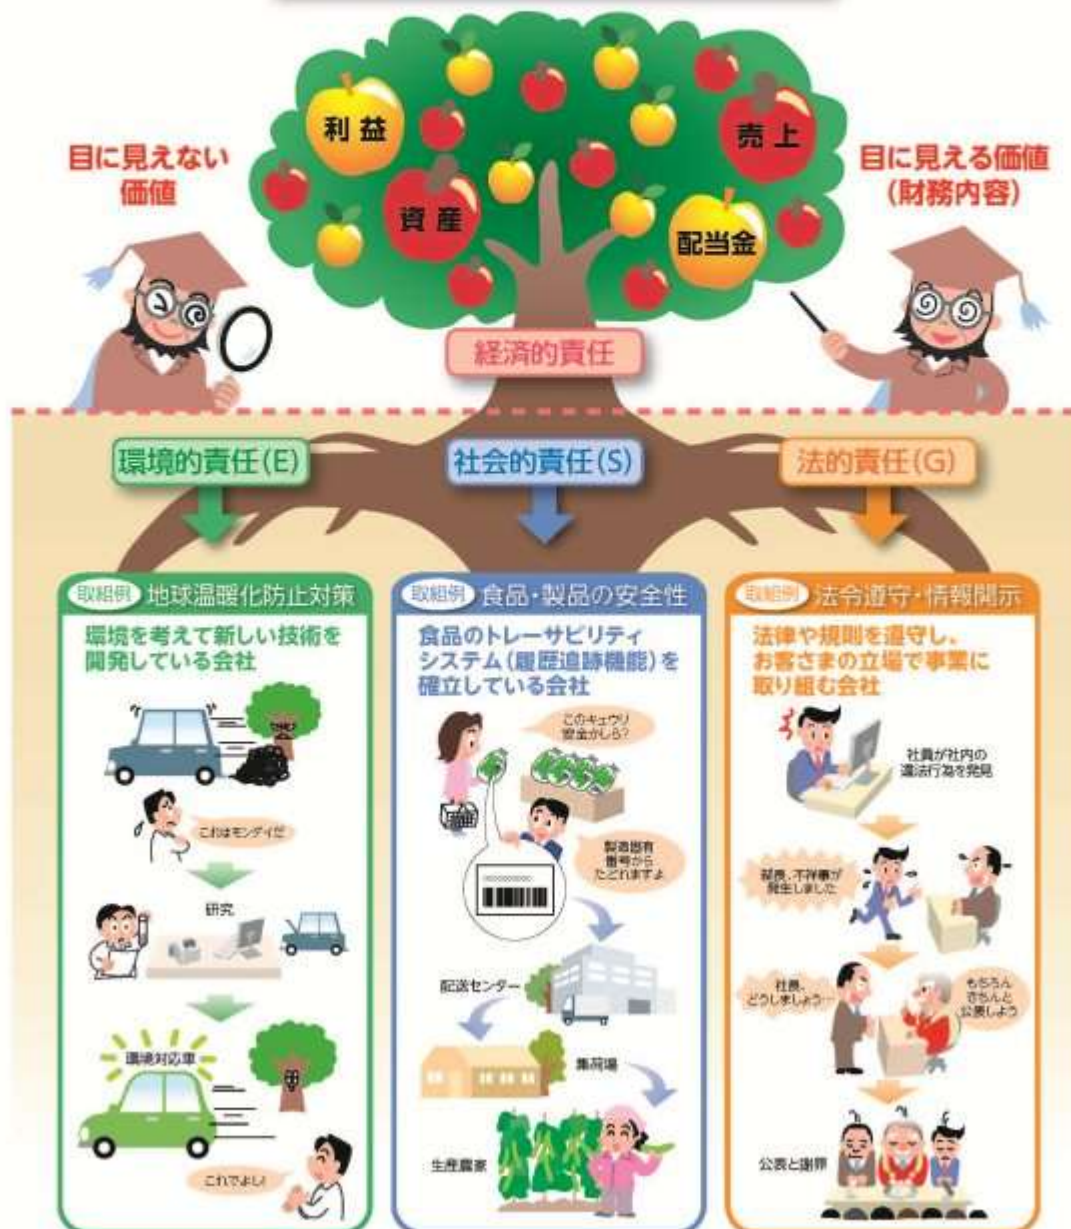 利益
売上
資産
配当金
目に見えない
価値
目に見える価値
(財務内容)
経済的責任
環境的責任(E)
社会的責任(S)
法的責任(G)
取組例 地球温暖化防止対策
環境を考えて新しい技術を
開発している会社
これはモンダイだ
研究
環境対応車
これでよし!
取組例 食品・製品の安全性
食品のトレーサビリティ
システム(履歴追跡機能)を
確立している会社
このキュウリ
安全かしら?
製造固有
番号から
たどれますよ
配送センター
集荷場
生産農家
取組例 法令遵守・情報開示
法律や規則を遵守し、
お客さまの立場で事業に
取り組む会社
社員が社内の
違法行為を発見
部長、不祥事が
発生しました
社長、
どうしましょう…
もちろん
きちんと
公表しよう
公表と謝罪